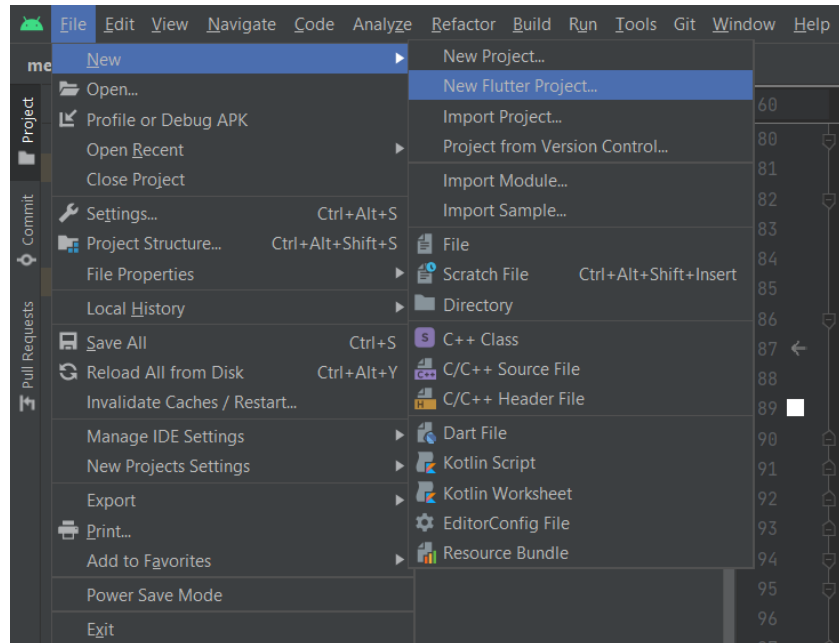 File Edit View Navigate Code Analyze Refactor Build Run Tools Git Window Help
me
Project
Commit
Pull Requests
New
Open...
Profile or Debug APK
Open Recent
Close Project
Settings... Ctrl+Alt+S
Project Structure... Ctrl+Alt+Shift+S
File Properties
Local History
Save All Ctrl+S
Reload All from Disk Ctrl+Alt+Y
Invalidate Caches / Restart...
Manage IDE Settings
New Projects Settings
Export
Print...
Add to Favorites
Power Save Mode
Exit
New Project...
New Flutter Project...
Import Project...
Project from Version Control...
Import Module...
Import Sample...
File
Scratch File Ctrl+Alt+Shift+Insert
Directory
S C++ Class
C++ C/C++ Source File
H C/C++ Header File
Dart File
Kotlin Script
Kotlin Worksheet
EditorConfig File
Resource Bundle
60
80
81
82
83
84
85
86
87
88
89
90
91
92
93
94
95
96